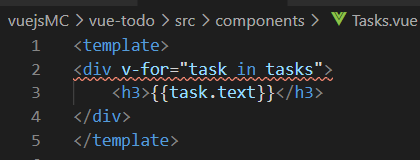 vuejsMC > vue-todo > src > components > Tasks.vue
1 <template>
2 <div v-for="task in tasks">
3     <h3>{{task.text}}</h3>
4 </div>
5 </template>